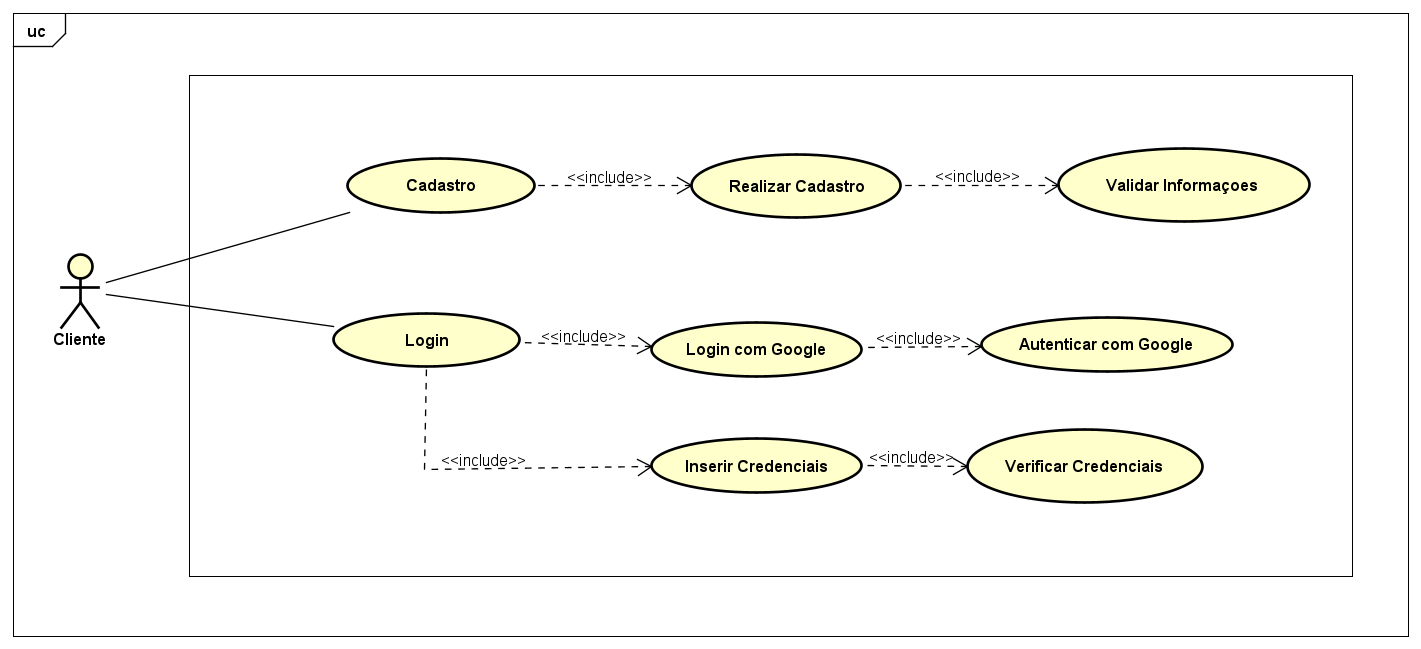 uc
Cadastro
<<include>>
Realizar Cadastro
<<include>>
Validar Informaçoes
Cliente
Login
<<include>>
Login com Google
<<include>>
Autenticar com Google
<<include>>
Inserir Credenciais
<<include>>
Verificar Credenciais